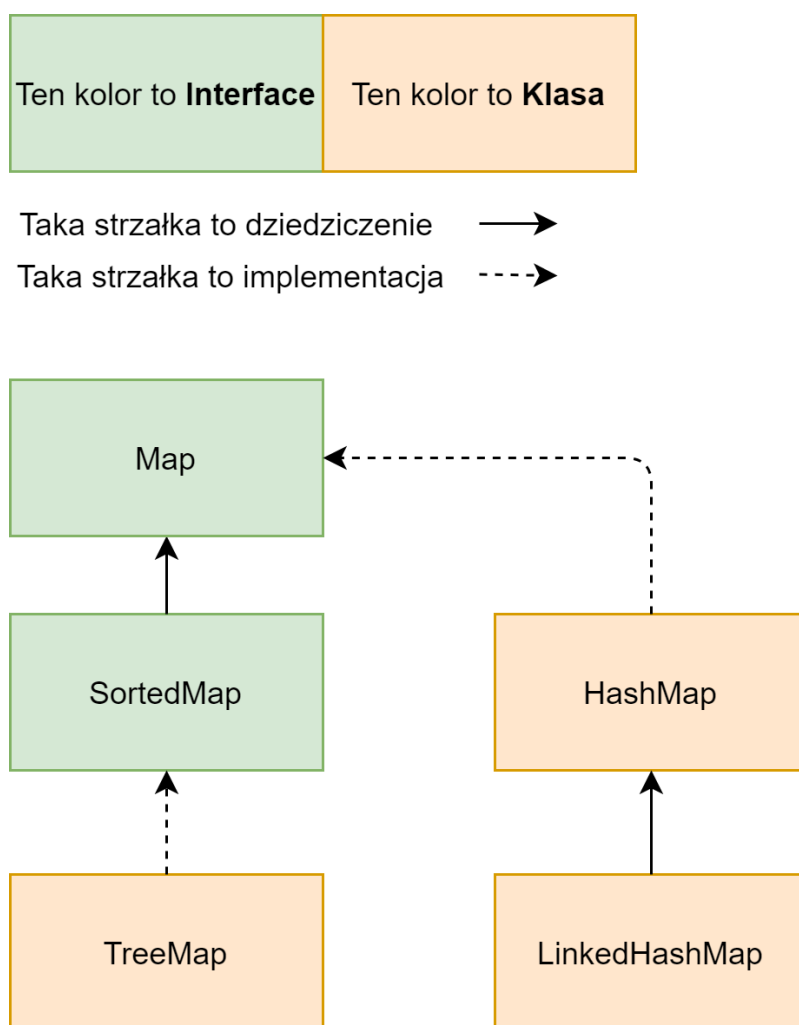 Ten kolor to Interface
Ten kolor to Klasa
Taka strzałka to dziedziczenie
Taka strzałka to implementacja
Map
SortedMap
HashMap
TreeMap
LinkedHashMap